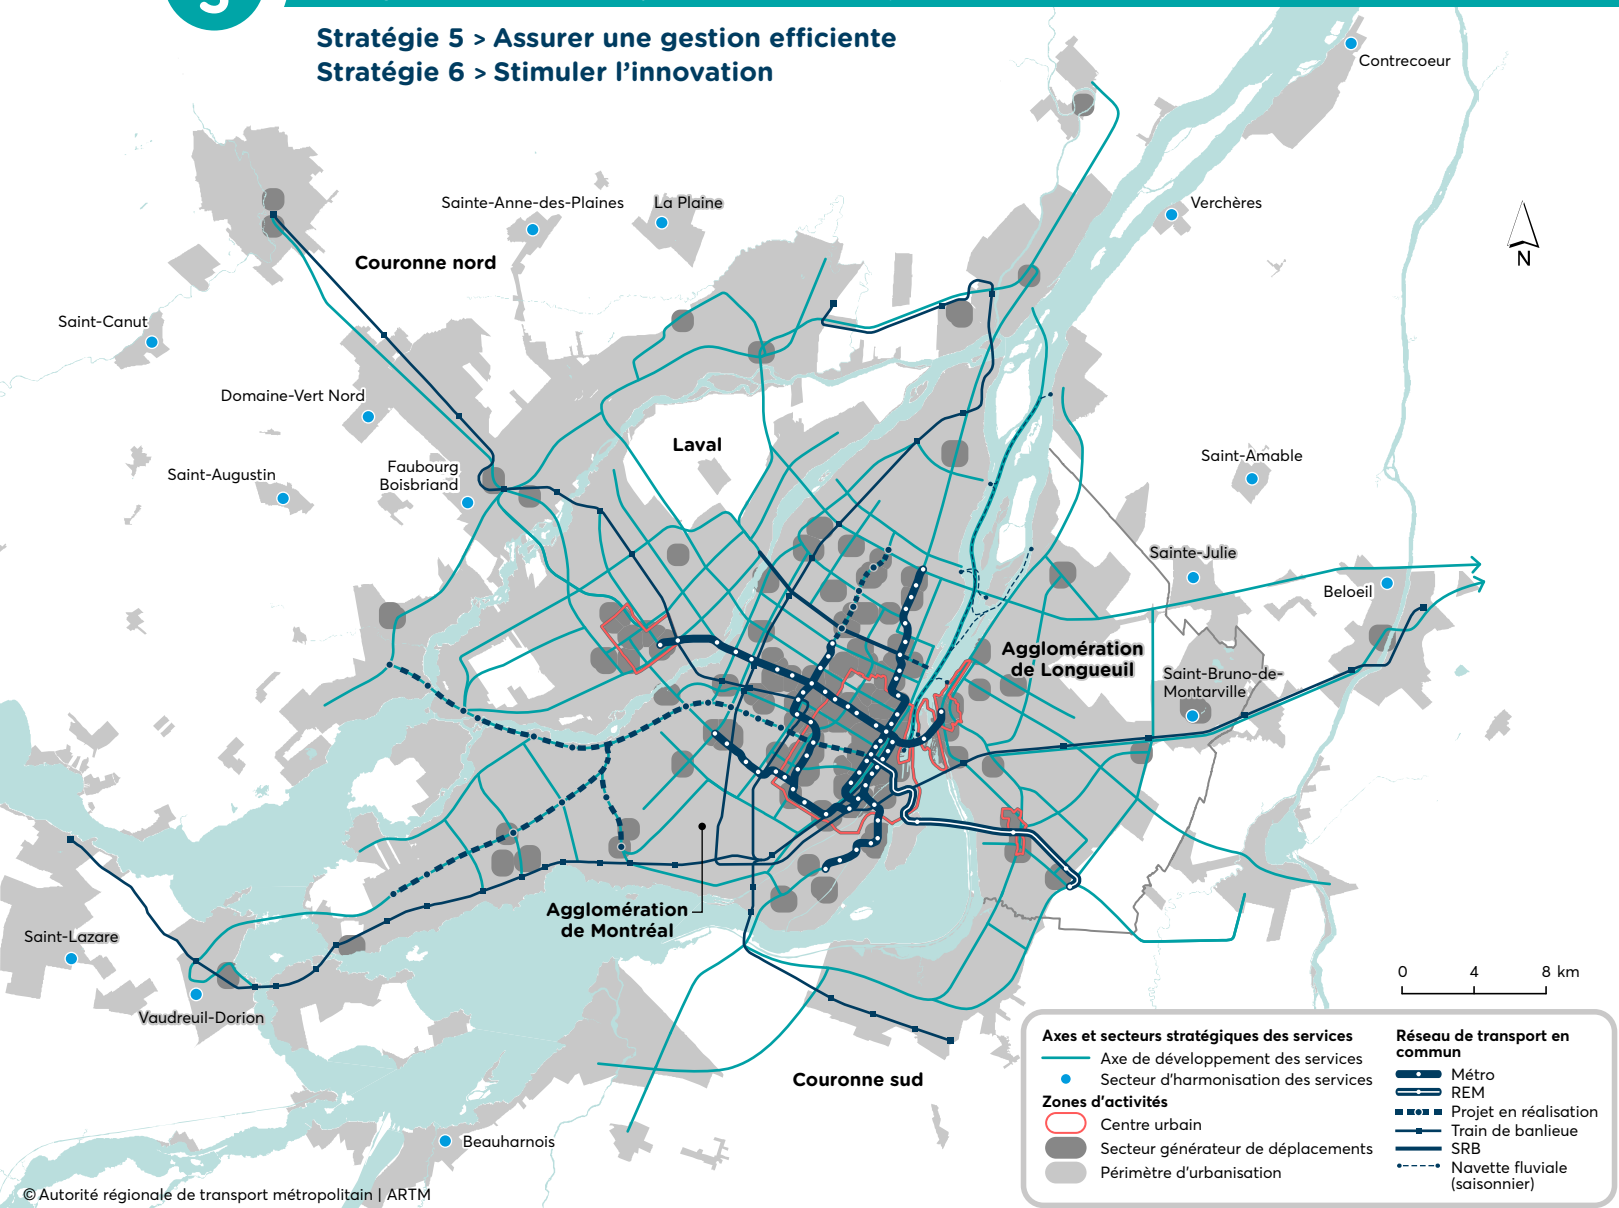 Stratégie 5 > Assurer une gestion efficiente
Stratégie 6 > Stimuler l'innovation
Contrecoeur
Sainte-Anne-des-Plaines
La Plaine
Verchères
Couronne nord
N
Saint-Canut
Domaine-Vert Nord
Laval
Saint-Amable
Faubourg
Boisbriand
Saint-Augustin
Sainte-Julie
Beloeil
Agglomération
de Longueuil
Saint-Bruno-de-
Montarville
Agglomération
de Montréal
Saint-Lazare
Vaudreuil-Dorion
0 4 8 km
Couronne sud
Beauharnois
Axes et secteurs stratégiques des services
Axe de développement des services
Secteur d'harmonisation des services
Zones d'activités
Centre urbain
Secteur générateur de déplacements
Périmètre d'urbanisation
Réseau de transport en
commun
Métro
REM
Projet en réalisation
Train de banlieue
SRB
Navette fluviale
(saisonnier)
© Autorité régionale de transport métropolitain | ARTM